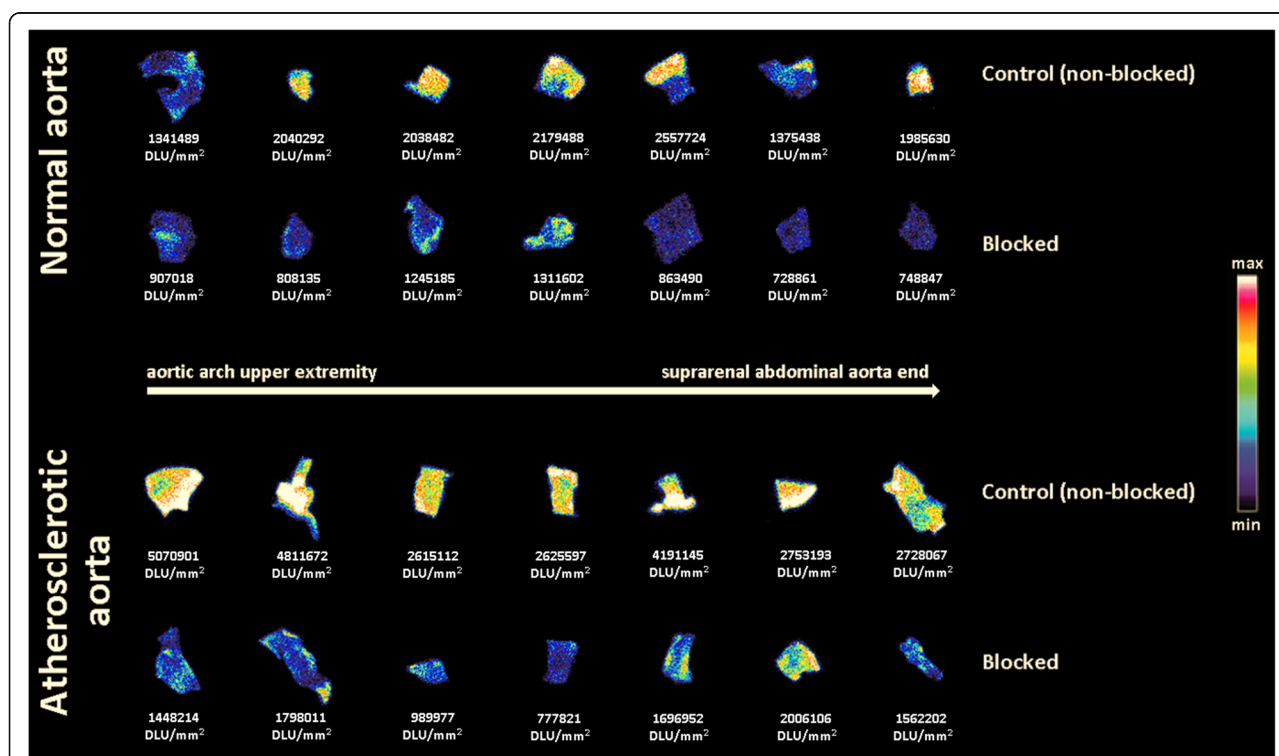 Normal aorta
Control (non-blocked)
1341489 2040292 2038482 2179488 2557724 1375438 1985630
DLU/mm² DLU/mm² DLU/mm² DLU/mm² DLU/mm² DLU/mm² DLU/mm²
Blocked
907018 808135 1245185 1311602 863490 728861 748847
DLU/mm² DLU/mm² DLU/mm² DLU/mm² DLU/mm² DLU/mm² DLU/mm²
max
min
aortic arch upper extremity suprarenal abdominal aorta end
Atherosclerotic
aorta
Control (non-blocked)
5070901 4811672 2615112 2625597 4191145 2753193 2728067
DLU/mm² DLU/mm² DLU/mm² DLU/mm² DLU/mm² DLU/mm² DLU/mm²
Blocked
1448214 1798011 989977 777821 1696952 2006106 1562202
DLU/mm² DLU/mm² DLU/mm² DLU/mm² DLU/mm² DLU/mm² DLU/mm²